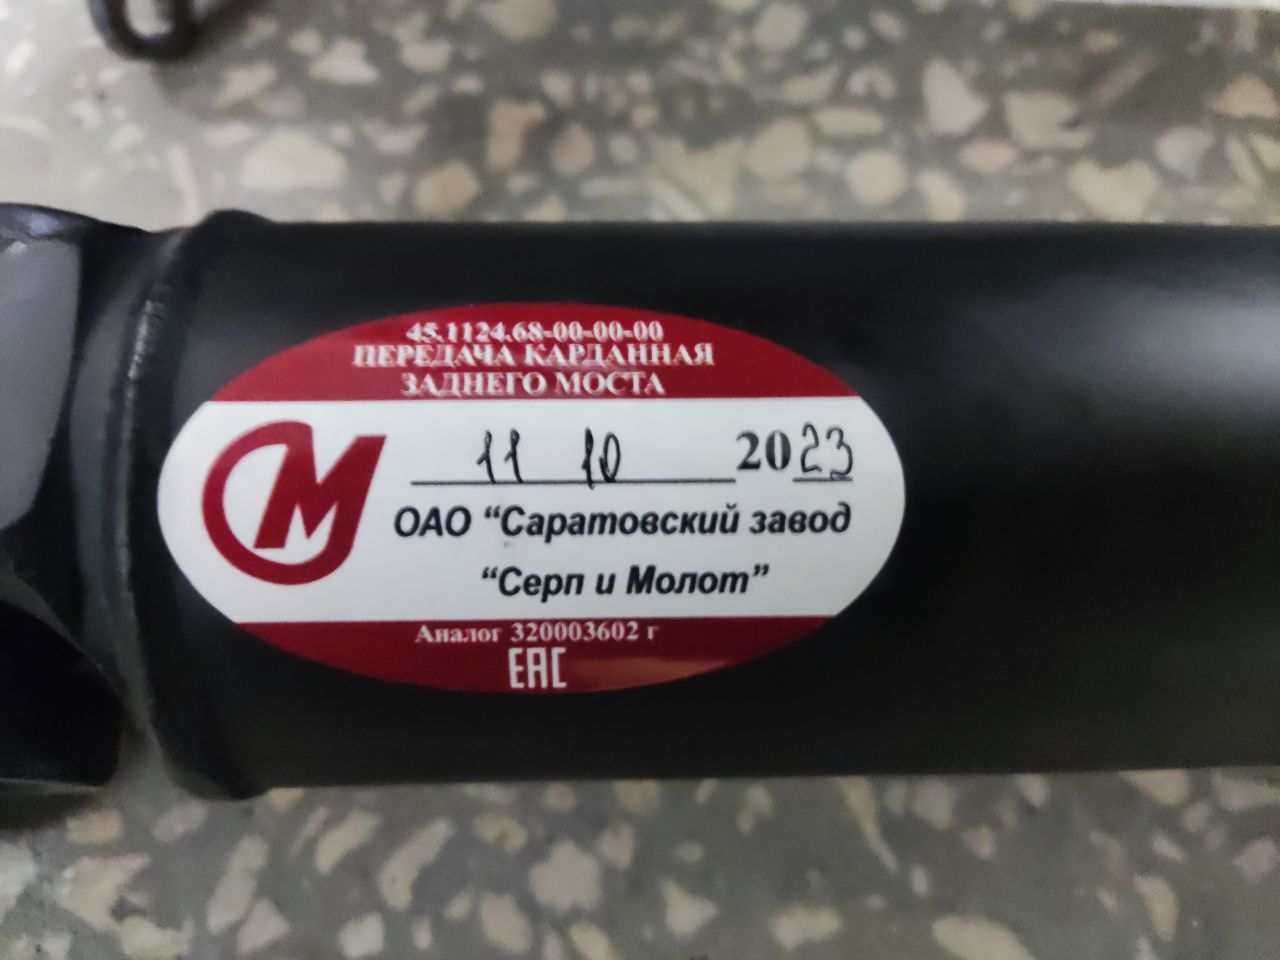 45.1124.68-00-00-00
ПЕРЕДАЧА КАРДАННАЯ
ЗАДНЕГО МОСТА
СМ
11 10 2023
ОАО “Саратовский завод
“Серп и Молот”
Аналог 320003602 г
EAC